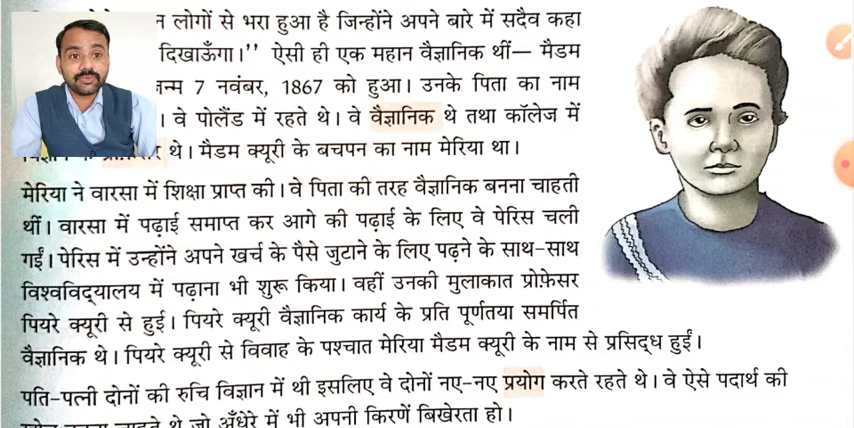 लोगों से भरा हुआ है जिन्होंने अपने बारे में सदैव कहा
दिखाऊँगा।'' ऐसी ही एक महान वैज्ञानिक थीं— मैडम
7 नवंबर, 1867 को हुआ। उनके पिता का नाम
। वे पोलैंड में रहते थे। वे वैज्ञानिक थे तथा कॉलेज में
थे। मैडम क्यूरी के बचपन का नाम मेरिया था।
मेरिया ने वारसा में शिक्षा प्राप्त की। वे पिता की तरह वैज्ञानिक बनना चाहती
थीं। वारसा में पढ़ाई समाप्त कर आगे की पढ़ाई के लिए वे पेरिस चली
गईं। पेरिस में उन्होंने अपने खर्च के पैसे जुटाने के लिए पढ़ने के साथ-साथ
विश्वविद्यालय में पढ़ाना भी शुरू किया। वहीं उनकी मुलाकात प्रोफ़ेसर
पियरे क्यूरी से हुई। पियरे क्यूरी वैज्ञानिक कार्य के प्रति पूर्णतया समर्पित
वैज्ञानिक थे। पियरे क्यूरी से विवाह के पश्चात मेरिया मैडम क्यूरी के नाम से प्रसिद्ध हुईं।
पति-पत्नी दोनों की रुचि विज्ञान में थी इसलिए वे दोनों नए-नए प्रयोग करते रहते थे। वे ऐसे पदार्थ की
थे जो अँधेरे में भी अपनी किरणें बिखेरता हो।